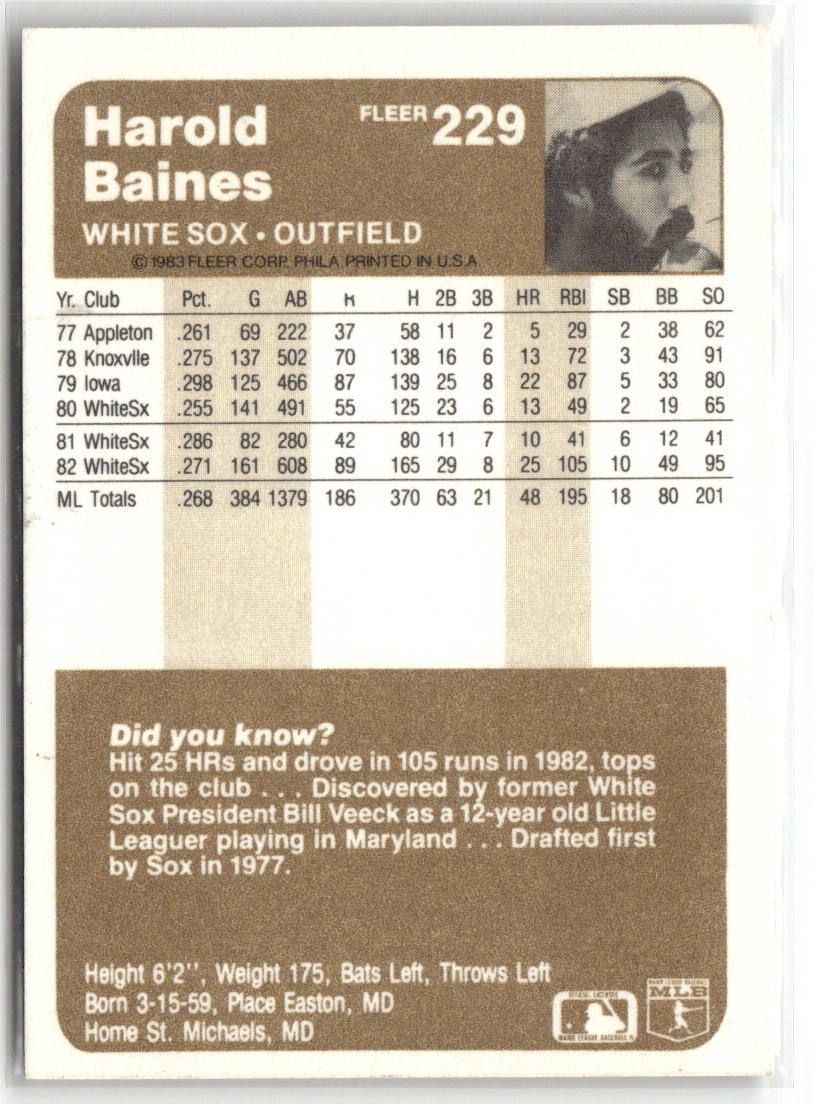 Harold
Baines
FLEER 229
WHITE SOX • OUTFIELD
© 1983 FLEER CORP. PHILA. PRINTED IN U.S.A.
Yr. Club Pct. G AB R H 2B 3B HR RBI SB BB SO
77 Appleton .261 69 222 37 58 11 2 5 29 2 38 62
78 Knoxvlle .275 137 502 70 138 16 6 13 72 3 43 91
79 Iowa .298 125 466 87 139 25 8 22 87 5 33 80
80 WhiteSx .255 141 491 55 125 23 6 13 49 2 19 65
81 WhiteSx .286 82 280 42 80 11 7 10 41 6 12 41
82 WhiteSx .271 161 608 89 165 29 8 25 105 10 49 95
ML Totals .268 384 1379 186 370 63 21 48 195 18 80 201
Did you know?
Hit 25 HRs and drove in 105 runs in 1982, tops
on the club . . . Discovered by former White
Sox President Bill Veeck as a 12-year old Little
Leaguer playing in Maryland . . . Drafted first
by Sox in 1977.
Height 6'2'', Weight 175, Bats Left, Throws Left
Born 3-15-59, Place Easton, MD
Home St. Michaels, MD
OFFICIAL LICENSEE
MAJOR LEAGUE BASEBALL
MAJOR LEAGUE BASEBALL
MLB